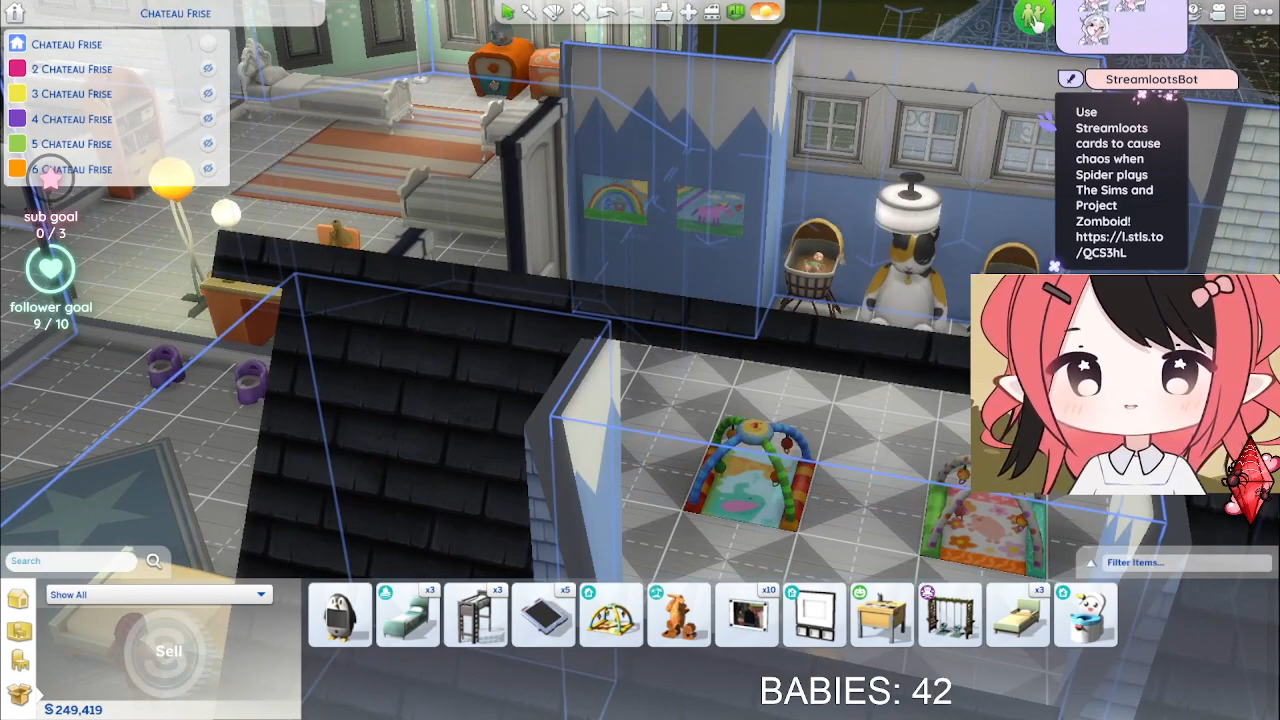 CHATEAU FRISE
CHATEAU FRISE
2 CHATEAU FRISE
3 CHATEAU FRISE
4 CHATEAU FRISE
5 CHATEAU FRISE
6 CHATEAU FRISE
sub goal
0 / 3
follower goal
9 / 10
StreamlootsBot
Use
Streamloots
cards to cause
chaos when
Spider plays
The Sims and
Project
Zomboid!
https://l.stls.to
/QCS3hL
Search
Filter Items...
Show All
Sell
§249,419
x3
x3
x5
x10
x3
BABIES: 42